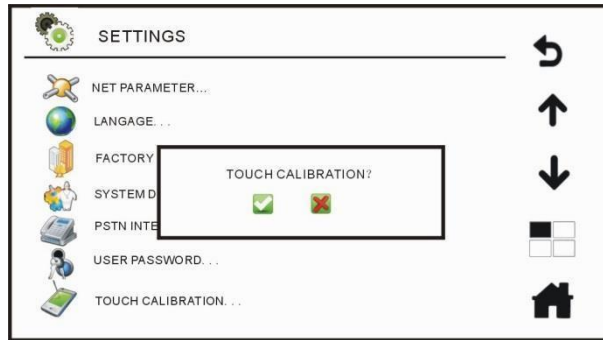 SETTINGS
NET PARAMETER...
LANGAGE. . .
FACTORY
TOUCH CALIBRATION?
SYSTEM D
PSTN INTE
USER PASSWORD. . .
TOUCH CALIBRATION. . .